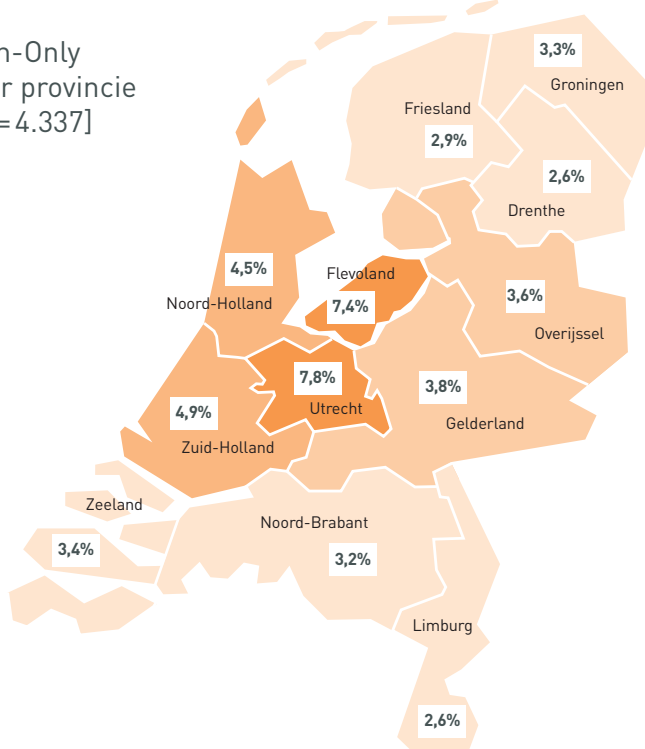 n-Only
r provincie
= 4.337]
3,3%
Groningen
Friesland
2,9%
2,6%
Drenthe
4,5%
Noord-Holland
Flevoland
7,4%
3,6%
Overijssel
7,8%
Utrecht
3,8%
Gelderland
4,9%
Zuid-Holland
Zeeland
3,4%
Noord-Brabant
3,2%
Limburg
2,6%